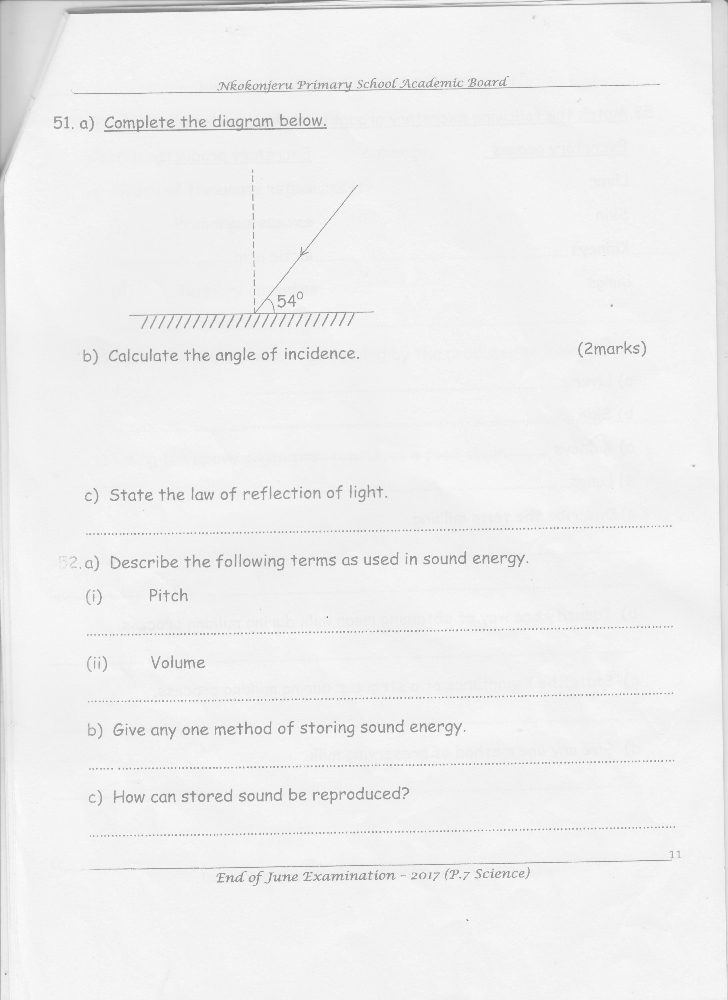 Nkokonjeru Primary School Academic Board
51. a) Complete the diagram below.
54⁰
b) Calculate the angle of incidence. (2marks)
c) State the law of reflection of light.
52. a) Describe the following terms as used in sound energy.
(i) Pitch
(ii) Volume
b) Give any one method of storing sound energy.
c) How can stored sound be reproduced?
11
End of June Examination – 2017 (P.7 Science)